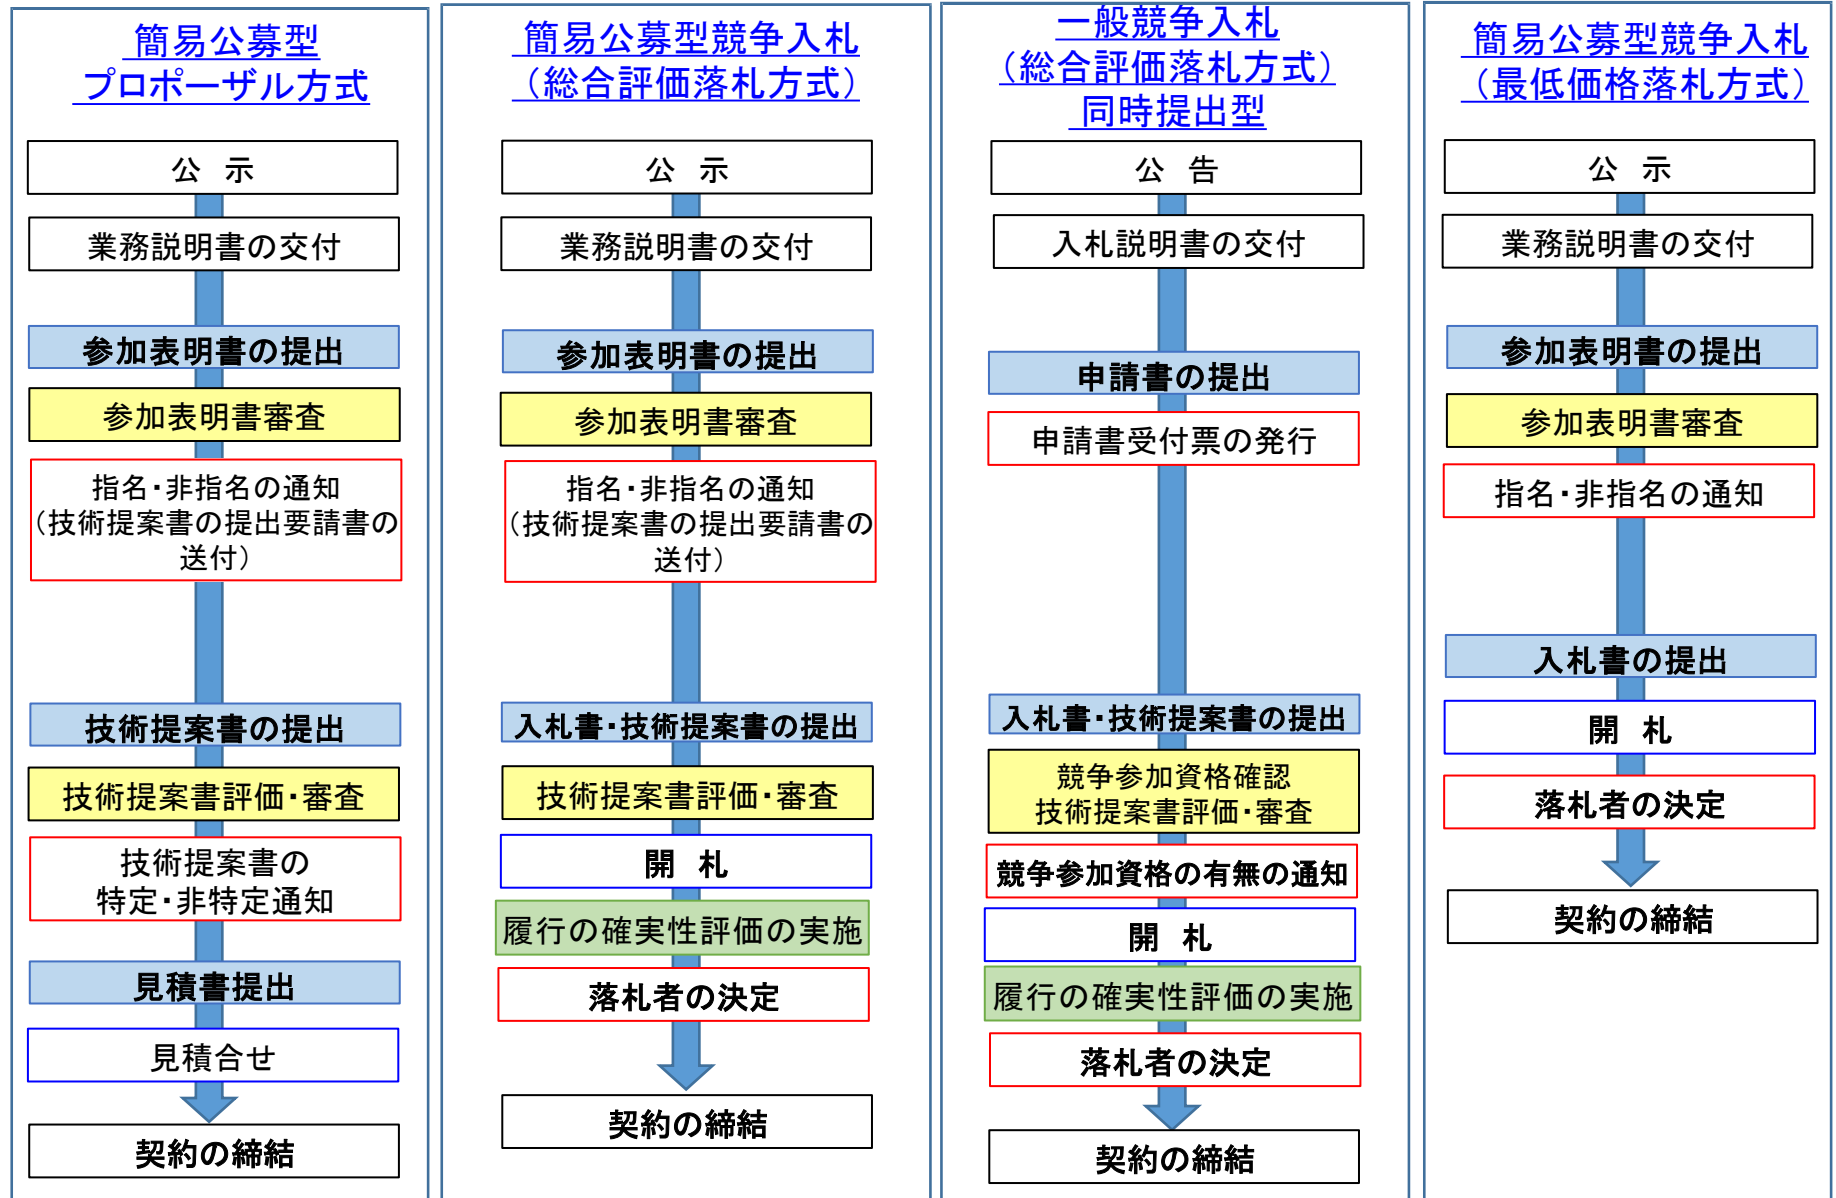 簡易公募型
プロポーザル方式
公 示
業務説明書の交付
参加表明書の提出
参加表明書審査
指名・非指名の通知
（技術提案書の提出要請書の
送付）
技術提案書の提出
技術提案書評価・審査
技術提案書の
特定・非特定通知
見積書提出
見積合せ
契約の締結
簡易公募型競争入札
（総合評価落札方式）
公 示
業務説明書の交付
参加表明書の提出
参加表明書審査
指名・非指名の通知
（技術提案書の提出要請書の
送付）
入札書・技術提案書の提出
技術提案書評価・審査
開 札
履行の確実性評価の実施
落札者の決定
契約の締結
一般競争入札
（総合評価落札方式）
同時提出型
公 告
入札説明書の交付
申請書の提出
申請書受付票の発行
入札書・技術提案書の提出
競争参加資格確認
技術提案書評価・審査
競争参加資格の有無の通知
開 札
履行の確実性評価の実施
落札者の決定
契約の締結
簡易公募型競争入札
（最低価格落札方式）
公 示
業務説明書の交付
参加表明書の提出
参加表明書審査
指名・非指名の通知
入札書の提出
開 札
落札者の決定
契約の締結